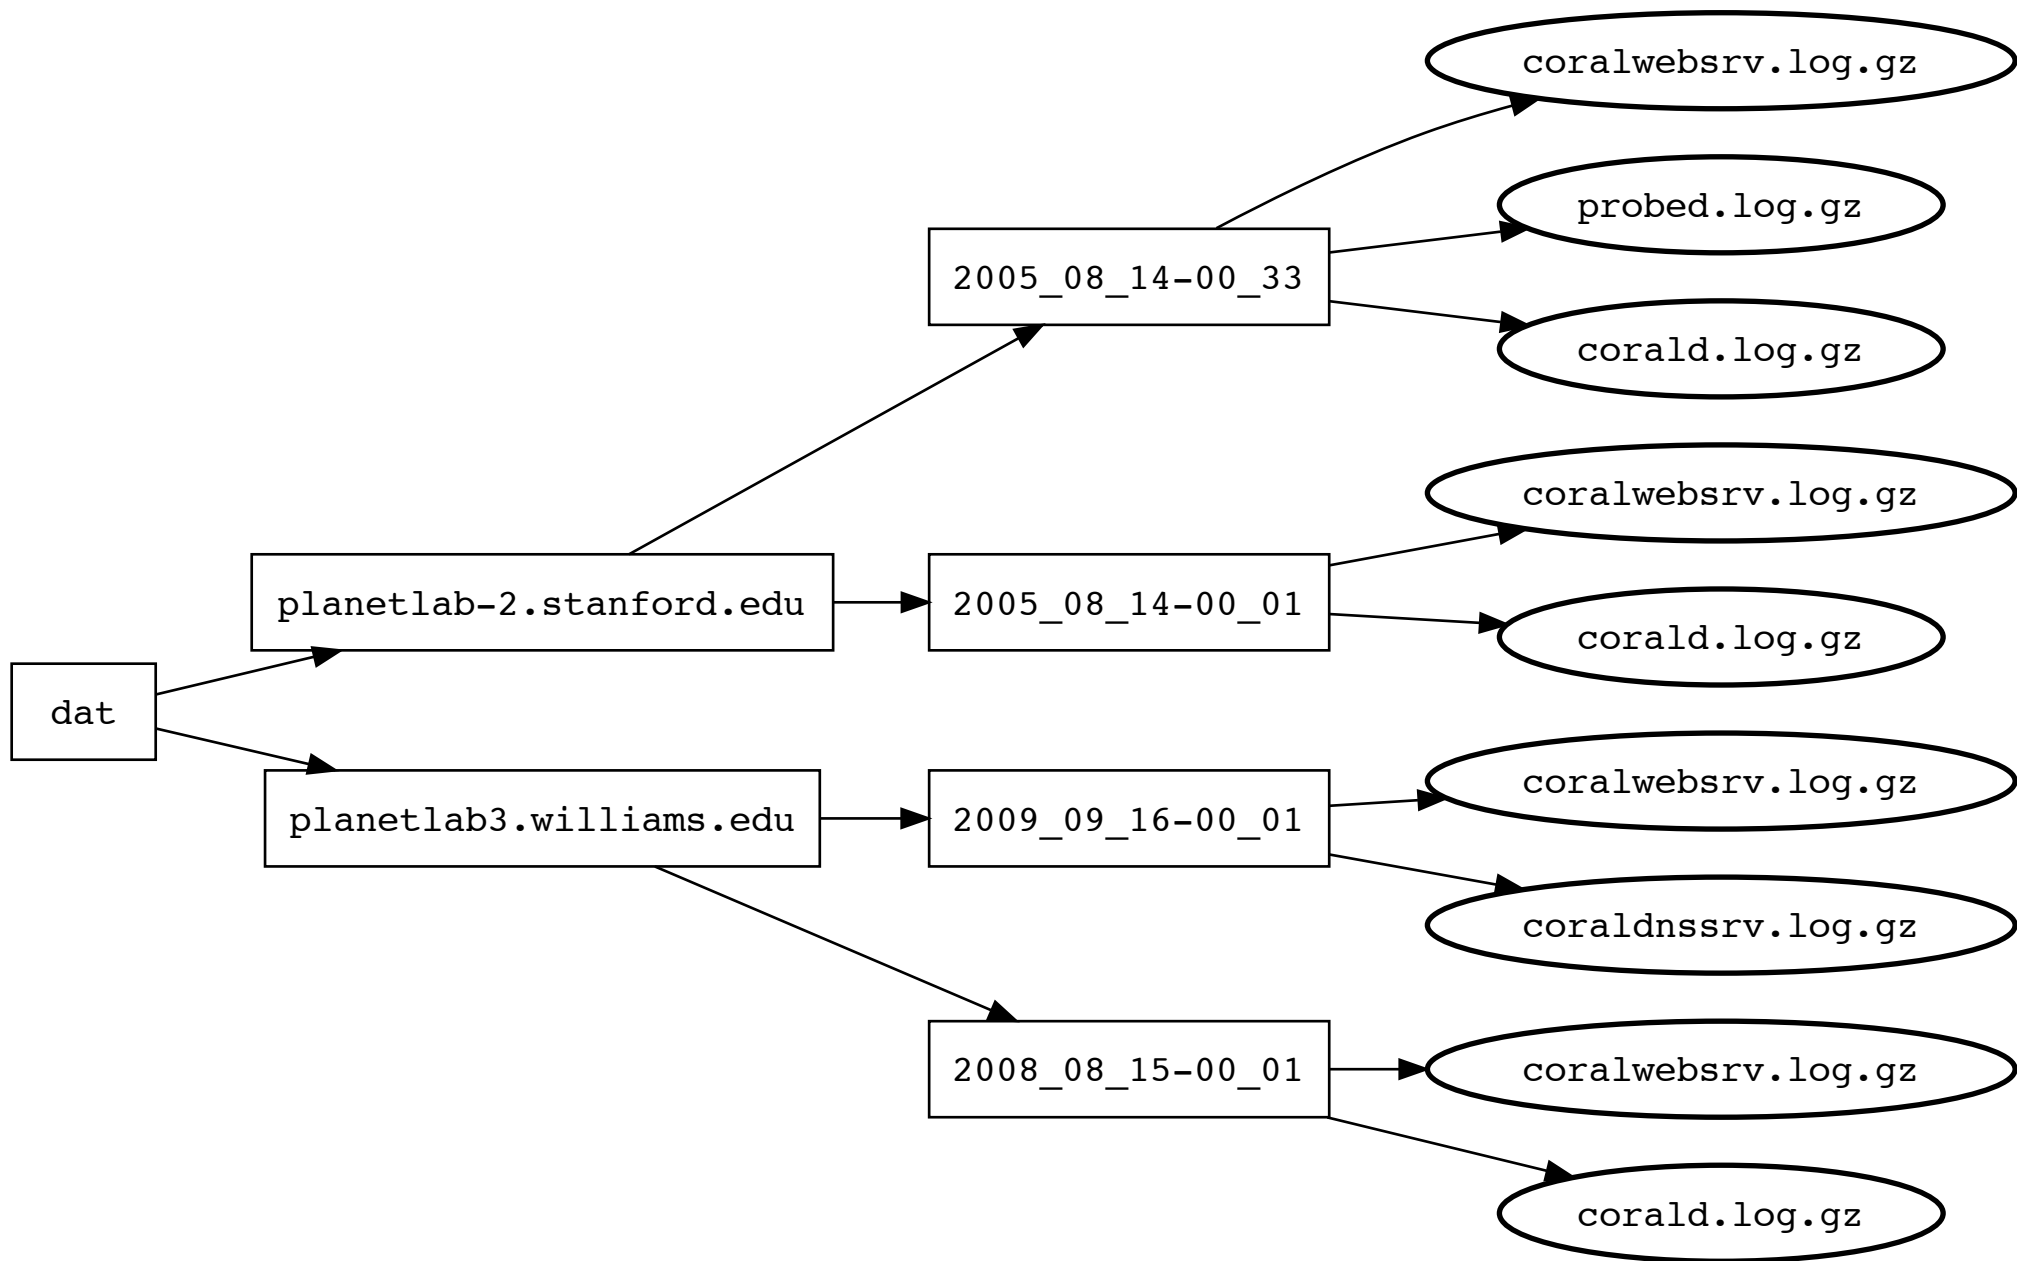 coralwebsrv.log.gz
probed.log.gz
2005_08_14-00_33
corald.log.gz
coralwebsrv.log.gz
planetlab-2.stanford.edu
2005_08_14-00_01
corald.log.gz
dat
coralwebsrv.log.gz
planetlab3.williams.edu
2009_09_16-00_01
coraldnssrv.log.gz
2008_08_15-00_01
coralwebsrv.log.gz
corald.log.gz